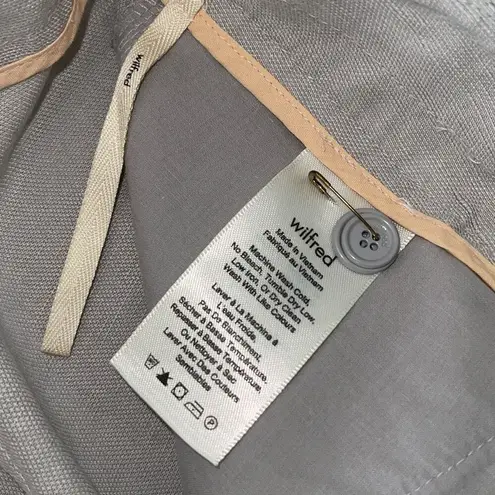 wilfred
wilfred
Made in Vietnam
Fabriqué au Vietnam
Machine Wash Cold.
No Bleach. Tumble Dry Low.
Low Iron. Or Dry Clean
Wash With Like Colours
Laver à La Machine à
L'eau Froide.
Pas De Blanchiment.
Sécher à Basse Température.
Repasser à Basse Température.
Ou Nettoyer à Sec
Laver Avec Des Couleurs
Semblables
P